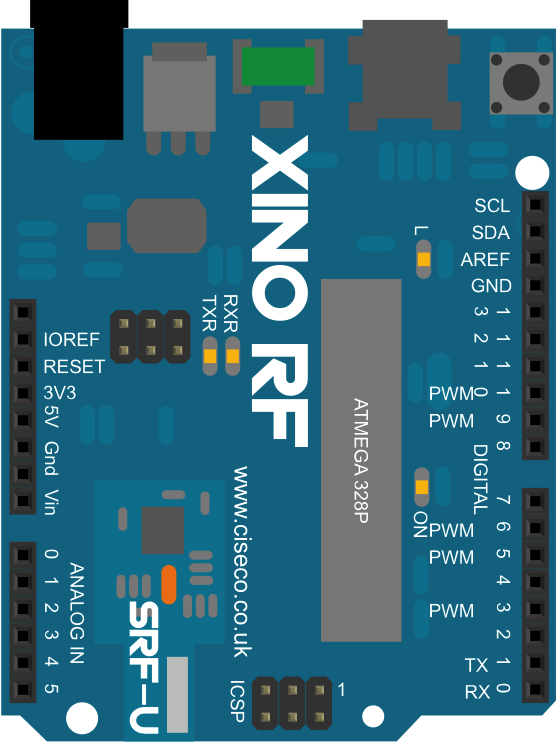 XINO RF
SCL
SDA
L
AREF
GND
TXR
RXR
13
12
11
PWM 10
PWM 9
8
IOREF
RESET
3V3
5V
Gnd
Vin
ATMEGA 328P
DIGITAL
www.ciseco.co.uk
ON
7
PWM 6
PWM 5
4
PWM 3
2
TX 1
RX 0
ANALOG IN
0
1
2
3
4
5
SRF-U
ICSP
1